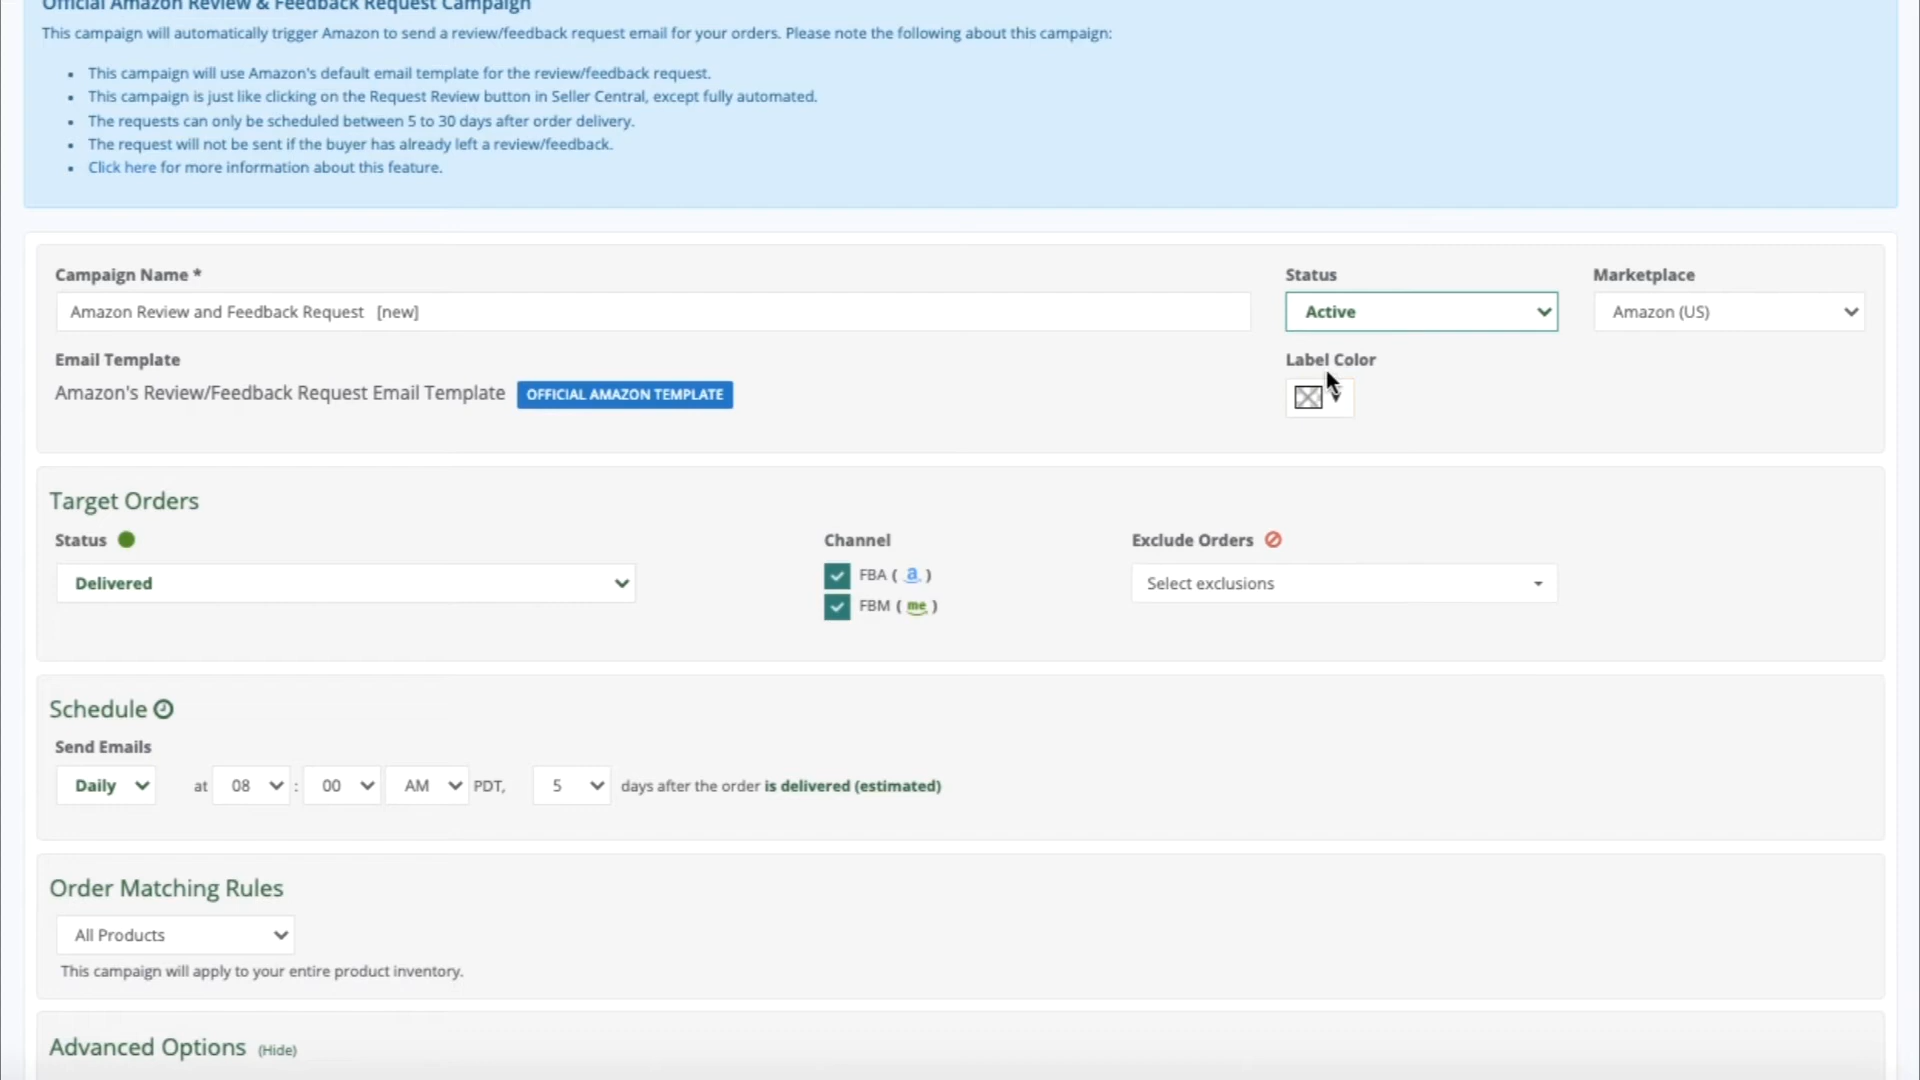 Official Amazon Review & Feedback Request Campaign
This campaign will automatically trigger Amazon to send a review/feedback request email for your orders. Please note the following about this campaign:
This campaign will use Amazon's default email template for the review/feedback request.
This campaign is just like clicking on the Request Review button in Seller Central, except fully automated.
The requests can only be scheduled between 5 to 30 days after order delivery.
The request will not be sent if the buyer has already left a review/feedback.
Click here for more information about this feature.
Campaign Name * Status Marketplace
Amazon Review and Feedback Request [new] Active Amazon (US)
Email Template Label Color
Amazon's Review/Feedback Request Email Template OFFICIAL AMAZON TEMPLATE
Target Orders
Status Channel Exclude Orders
FBA ( a )
Delivered Select exclusions
FBM ( me )
Schedule
Send Emails
Daily at 08 : 00 AM PDT, 5 days after the order is delivered (estimated)
Order Matching Rules
All Products
This campaign will apply to your entire product inventory.
Advanced Options (Hide)